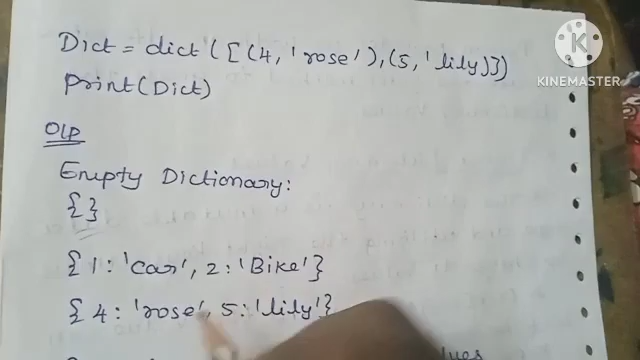 Dict = dict([(4, 'rose'), (5, 'lily)])
Print(Dict)
KINEMASTER
O/P
Empty Dictionary:
{ }
{ 1: 'car', 2: 'Bike' }
{ 4: 'rose', 5: 'lily' }